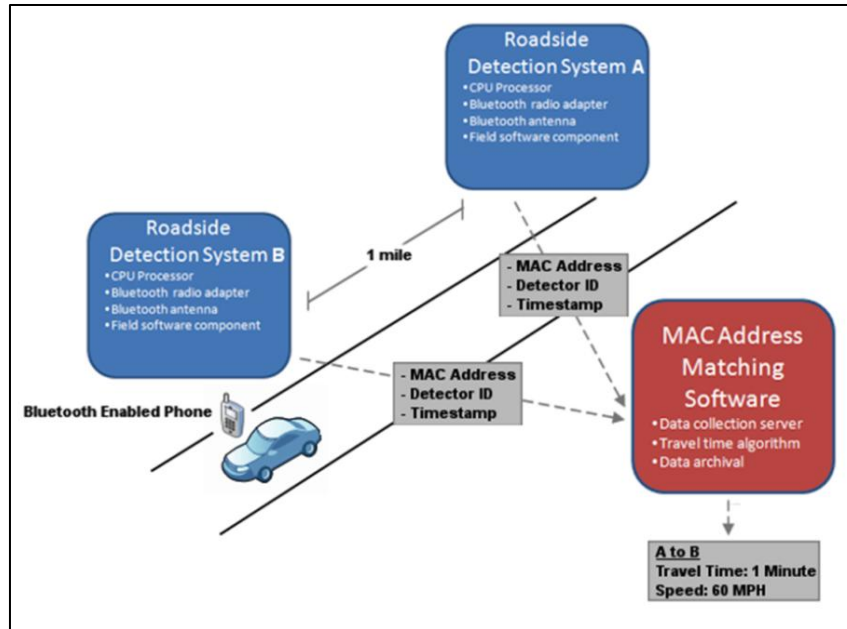 Roadside
Detection System A
•CPU Processor
•Bluetooth radio adapter
•Bluetooth antenna
•Field software component
Roadside
Detection System B
•CPU Processor
•Bluetooth radio adapter
•Bluetooth antenna
•Field software component
1 mile
- MAC Address
- Detector ID
- Timestamp
MAC Address
Matching
Software
•Data collection server
•Travel time algorithm
•Data archival
- MAC Address
- Detector ID
- Timestamp
Bluetooth Enabled Phone
A to B
Travel Time: 1 Minute
Speed: 60 MPH